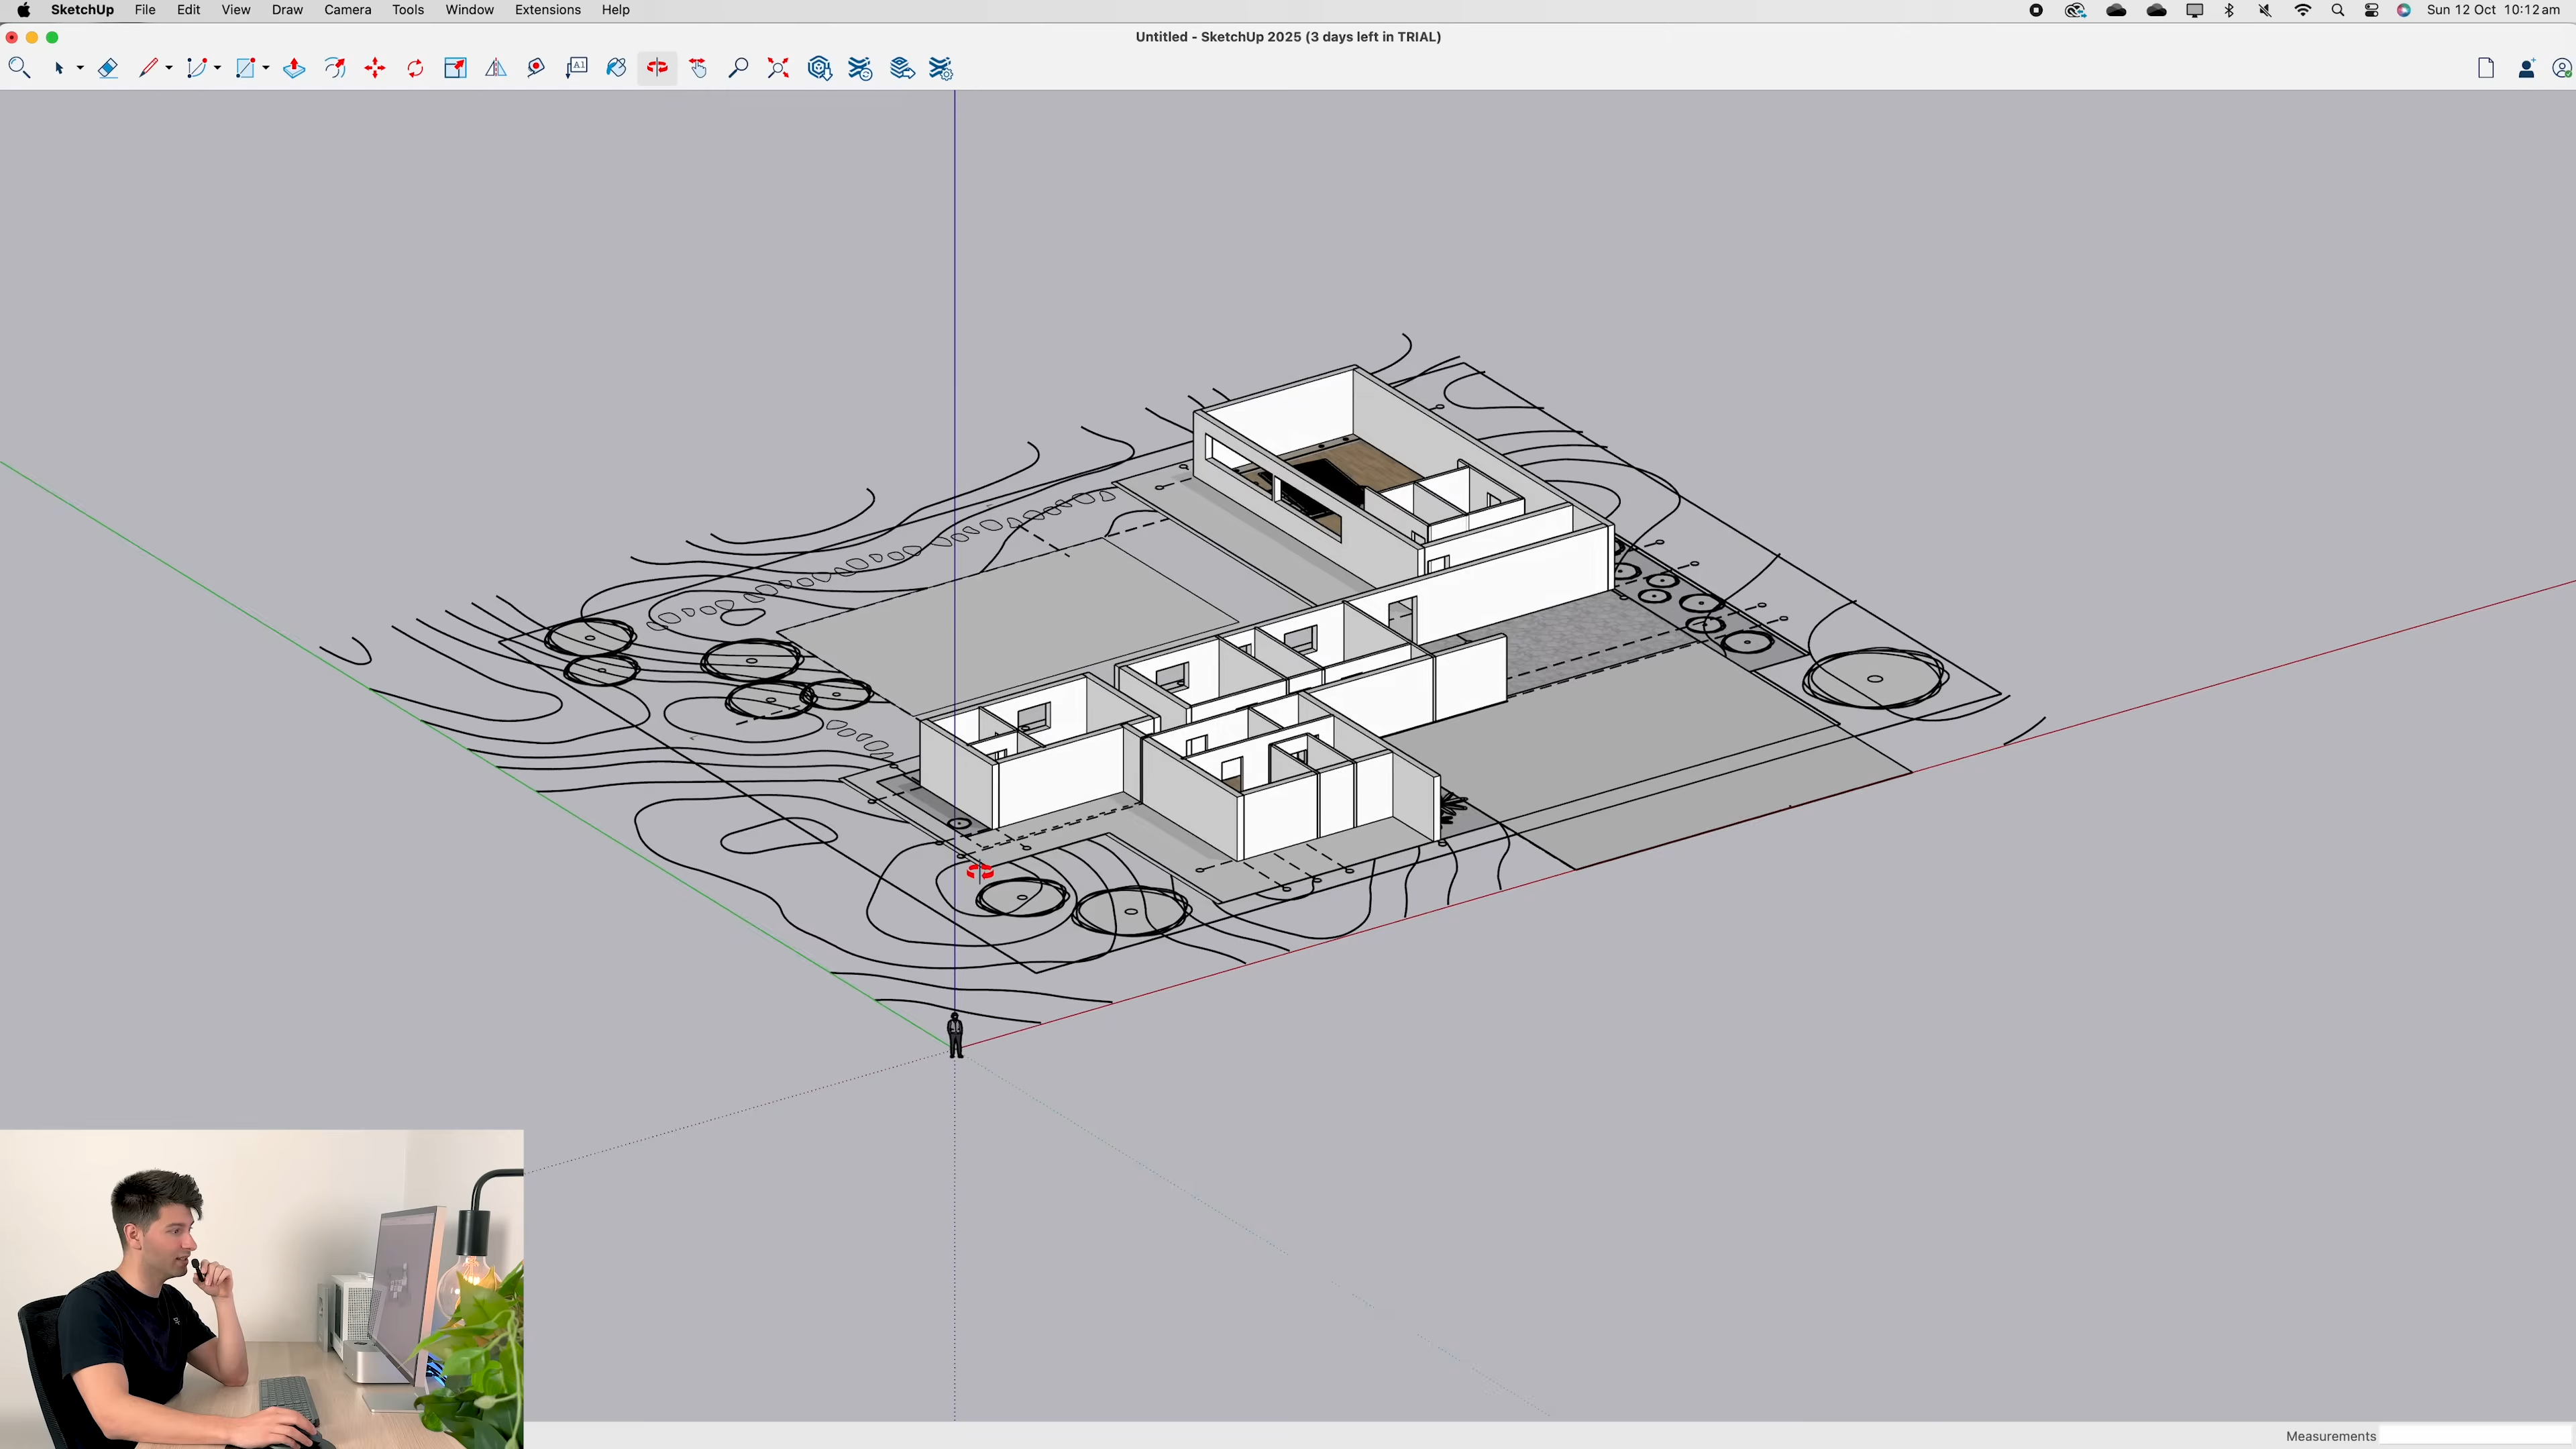 SketchUp File Edit View Draw Camera Tools Window Extensions Help Sun 12 Oct 10:12 am
Untitled - SketchUp 2025 (3 days left in TRIAL)
A1
Measurements